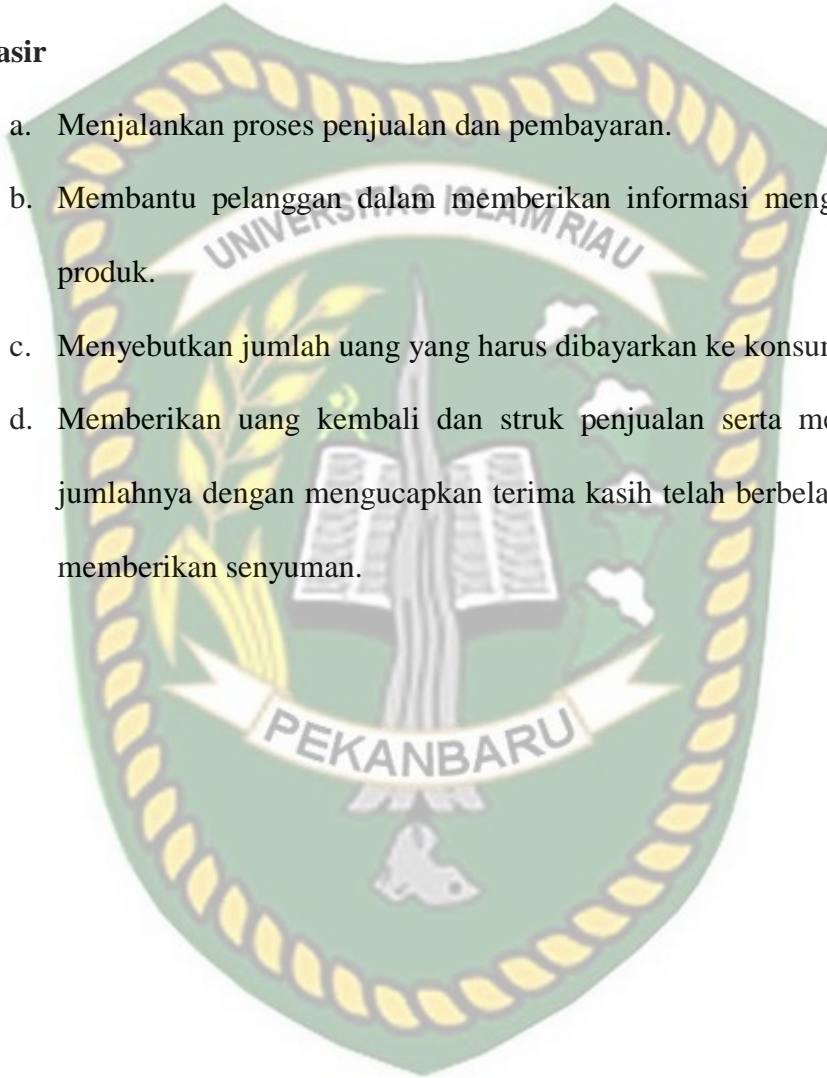 asir
a. Menjalankan proses penjualan dan pembayaran.
b. Membantu pelanggan dalam memberikan informasi meng
produk.
c. Menyebutkan jumlah uang yang harus dibayarkan ke konsu
d. Memberikan uang kembali dan struk penjualan serta me
jumlahnya dengan mengucapkan terima kasih telah berbela
memberikan senyuman.
UNIVERSITAS ISLAM RIAU
PEKANBARU